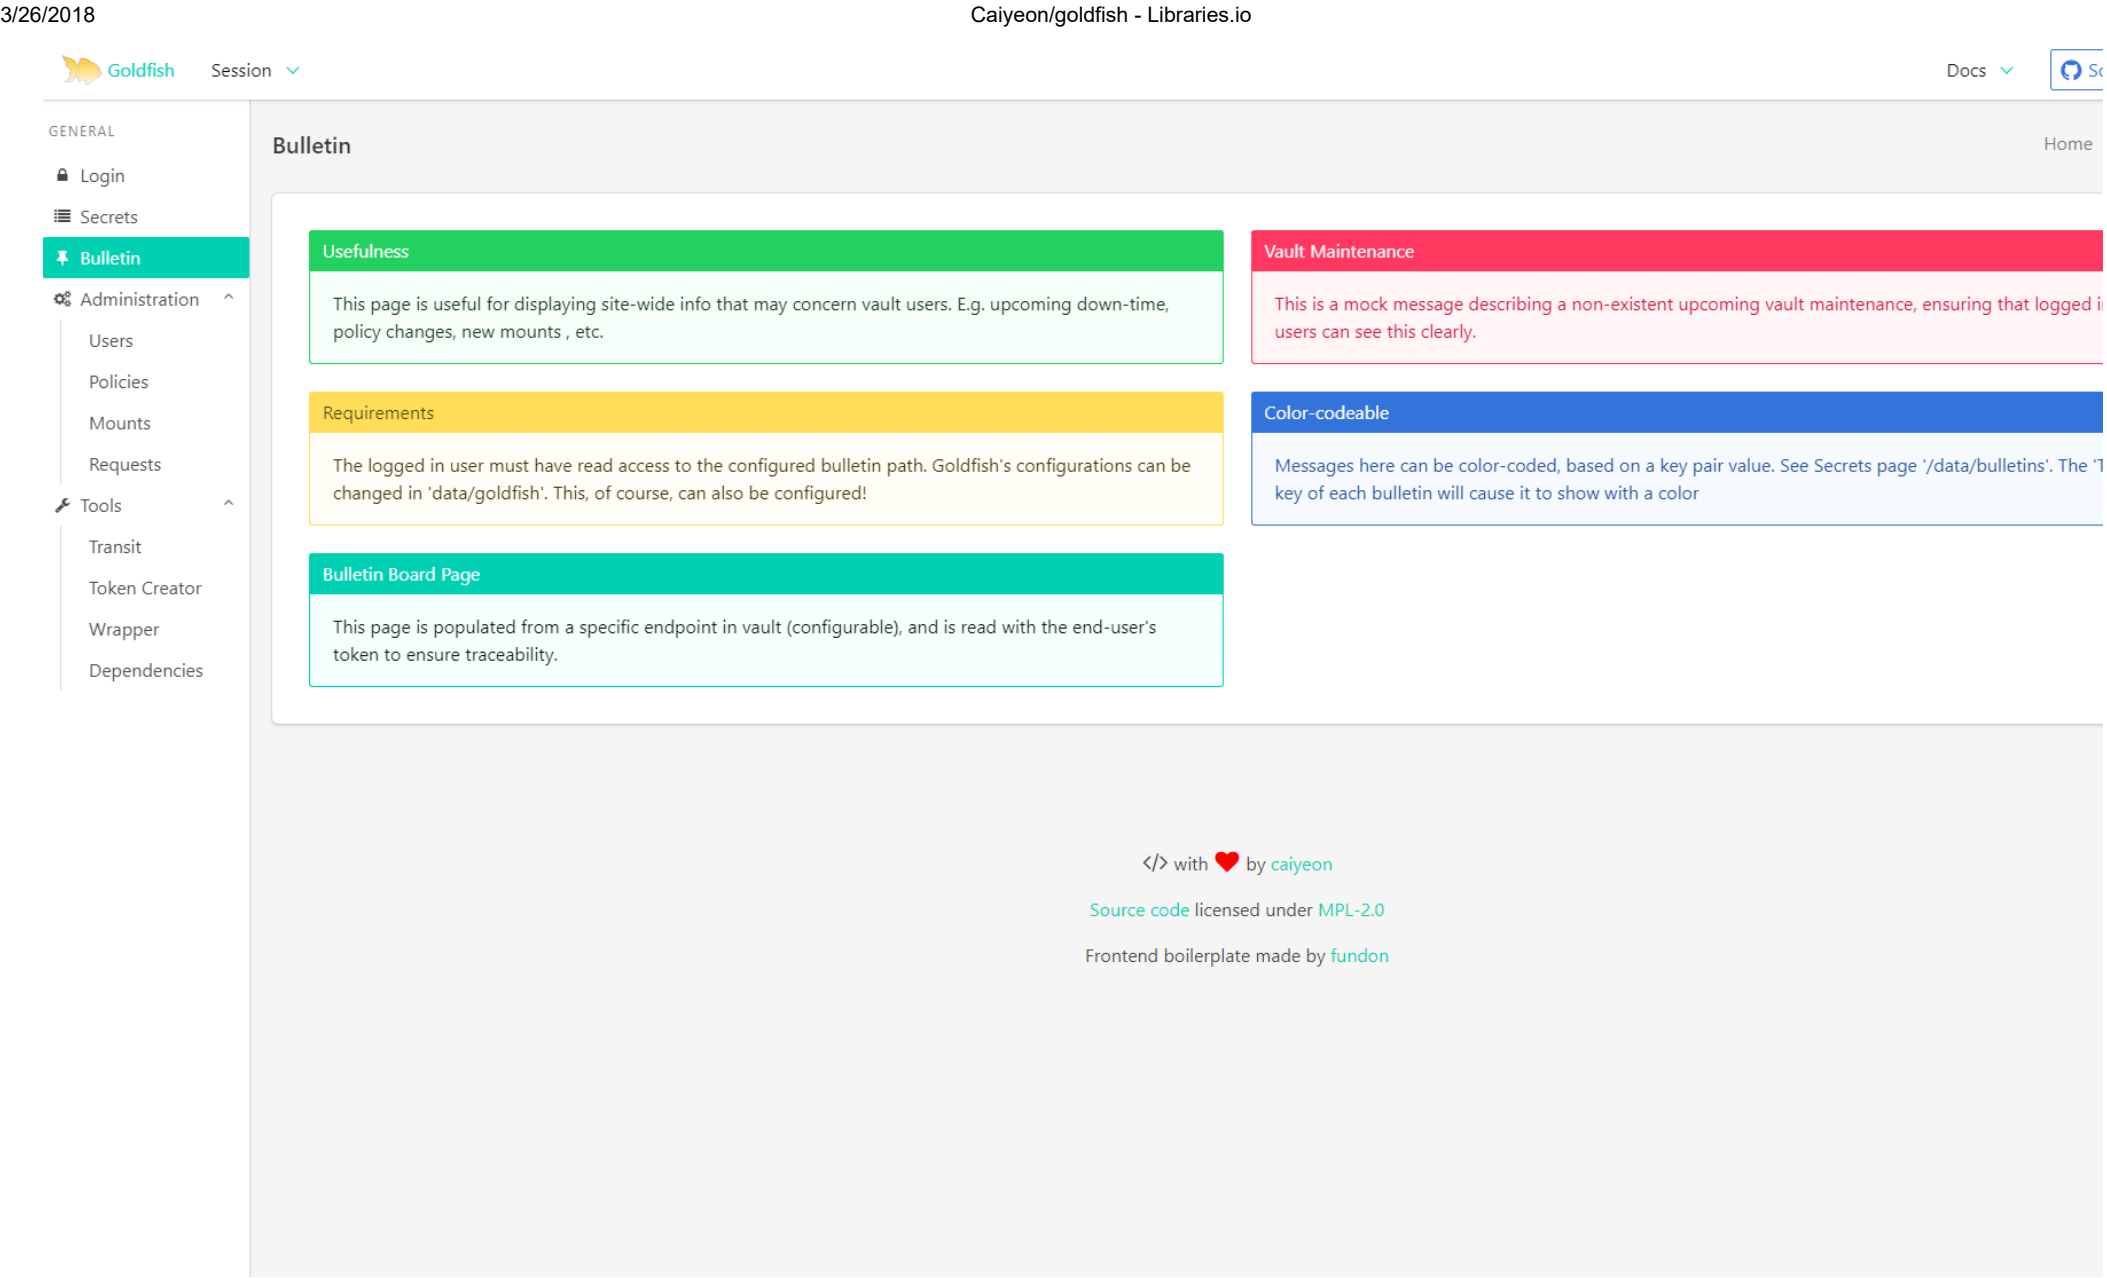 3/26/2018
Caiyeon/goldfish - Libraries.io
Goldfish
Session
Docs
GENERAL
Login
Secrets
Bulletin
Administration
Users
Policies
Mounts
Requests
Tools
Transit
Token Creator
Wrapper
Dependencies
Bulletin
Home
Usefulness
This page is useful for displaying site-wide info that may concern vault users. E.g. upcoming down-time,
policy changes, new mounts , etc.
Vault Maintenance
This is a mock message describing a non-existent upcoming vault maintenance, ensuring that logged
users can see this clearly.
Requirements
The logged in user must have read access to the configured bulletin path. Goldfish's configurations can be
changed in 'data/goldfish'. This, of course, can also be configured!
Color-codeable
Messages here can be color-coded, based on a key pair value. See Secrets page '/data/bulletins'. The
key of each bulletin will cause it to show with a color
Bulletin Board Page
This page is populated from a specific endpoint in vault (configurable), and is read with the end-user's
token to ensure traceability.
</> with ❤ by caiyeon
Source code licensed under MPL-2.0
Frontend boilerplate made by fundon